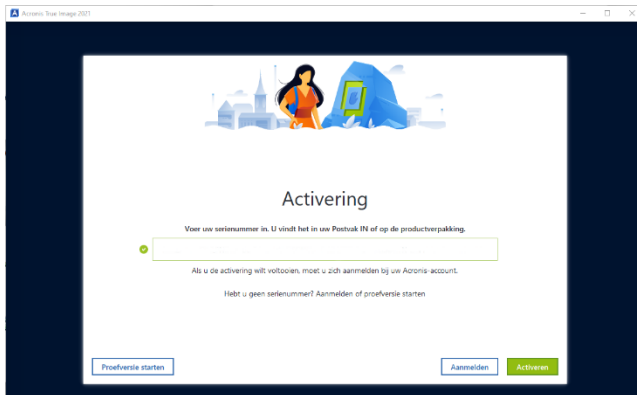 Acronis True Image 2021
Activering
Voer uw serienummer in. U vindt het in uw Postvak IN of op de productverpakking.
Als u de activering wilt voltooien, moet u zich aanmelden bij uw Acronis-account.
Hebt u geen serienummer? Aanmelden of proefversie starten
Proefversie starten
Aanmelden
Activeren